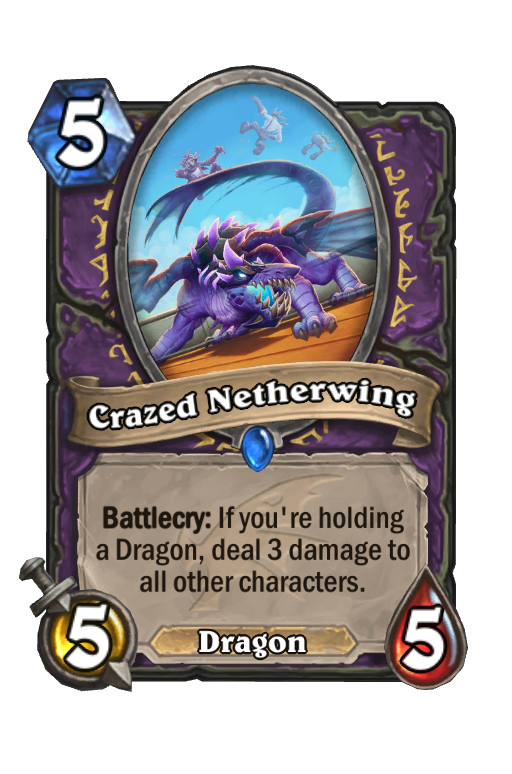 5
Crazed Netherwing
Battlecry: If you're holding
a Dragon, deal 3 damage to
all other characters.
5
Dragon
5